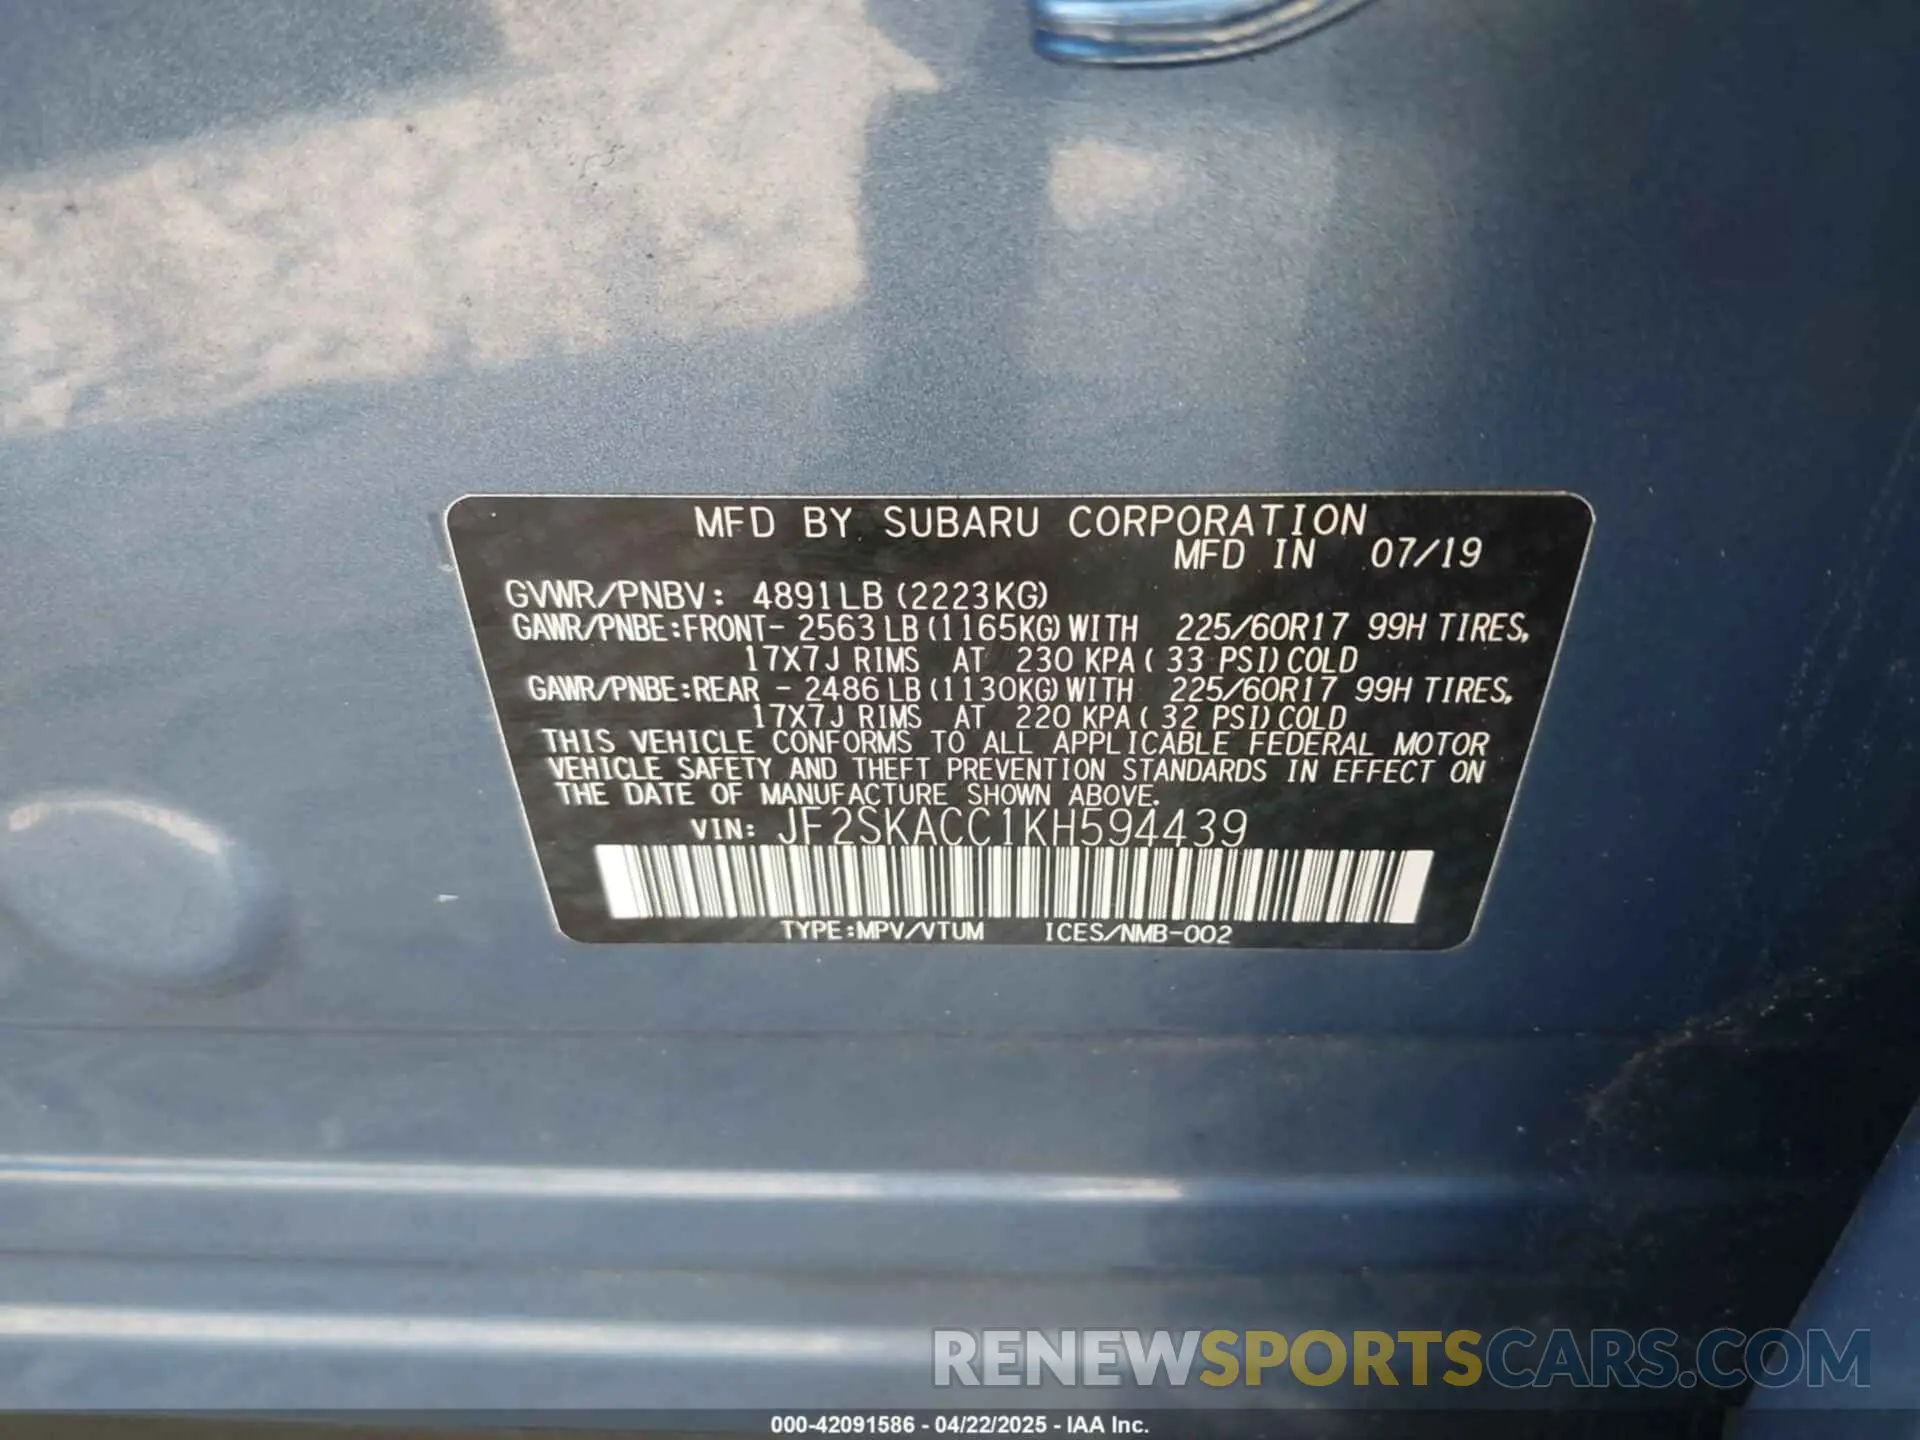 MFD BY SUBARU CORPORATION
MFD IN 07/19
GVWR/PNBV: 4891LB (2223KG)
GAWR/PNBE:FRONT- 2563LB(1165KG)WITH 225/60R17 99H TIRES,
17X7J RIMS AT 230 KPA( 33 PSI)COLD
GAWR/PNBE:REAR - 2486LB(1130KG)WITH 225/60R17 99H TIRES,
17X7J RIMS AT 220 KPA( 32 PSI)COLD
THIS VEHICLE CONFORMS TO ALL APPLICABLE FEDERAL MOTOR
VEHICLE SAFETY AND THEFT PREVENTION STANDARDS IN EFFECT ON
THE DATE OF MANUFACTURE SHOWN ABOVE.
VIN: JF2SKACC1KH594439
TYPE:MPV/VTUM ICES/NMB-002
RENEWSPORTSCARS.COM
000-42091586 - 04/22/2025 - IAA Inc.